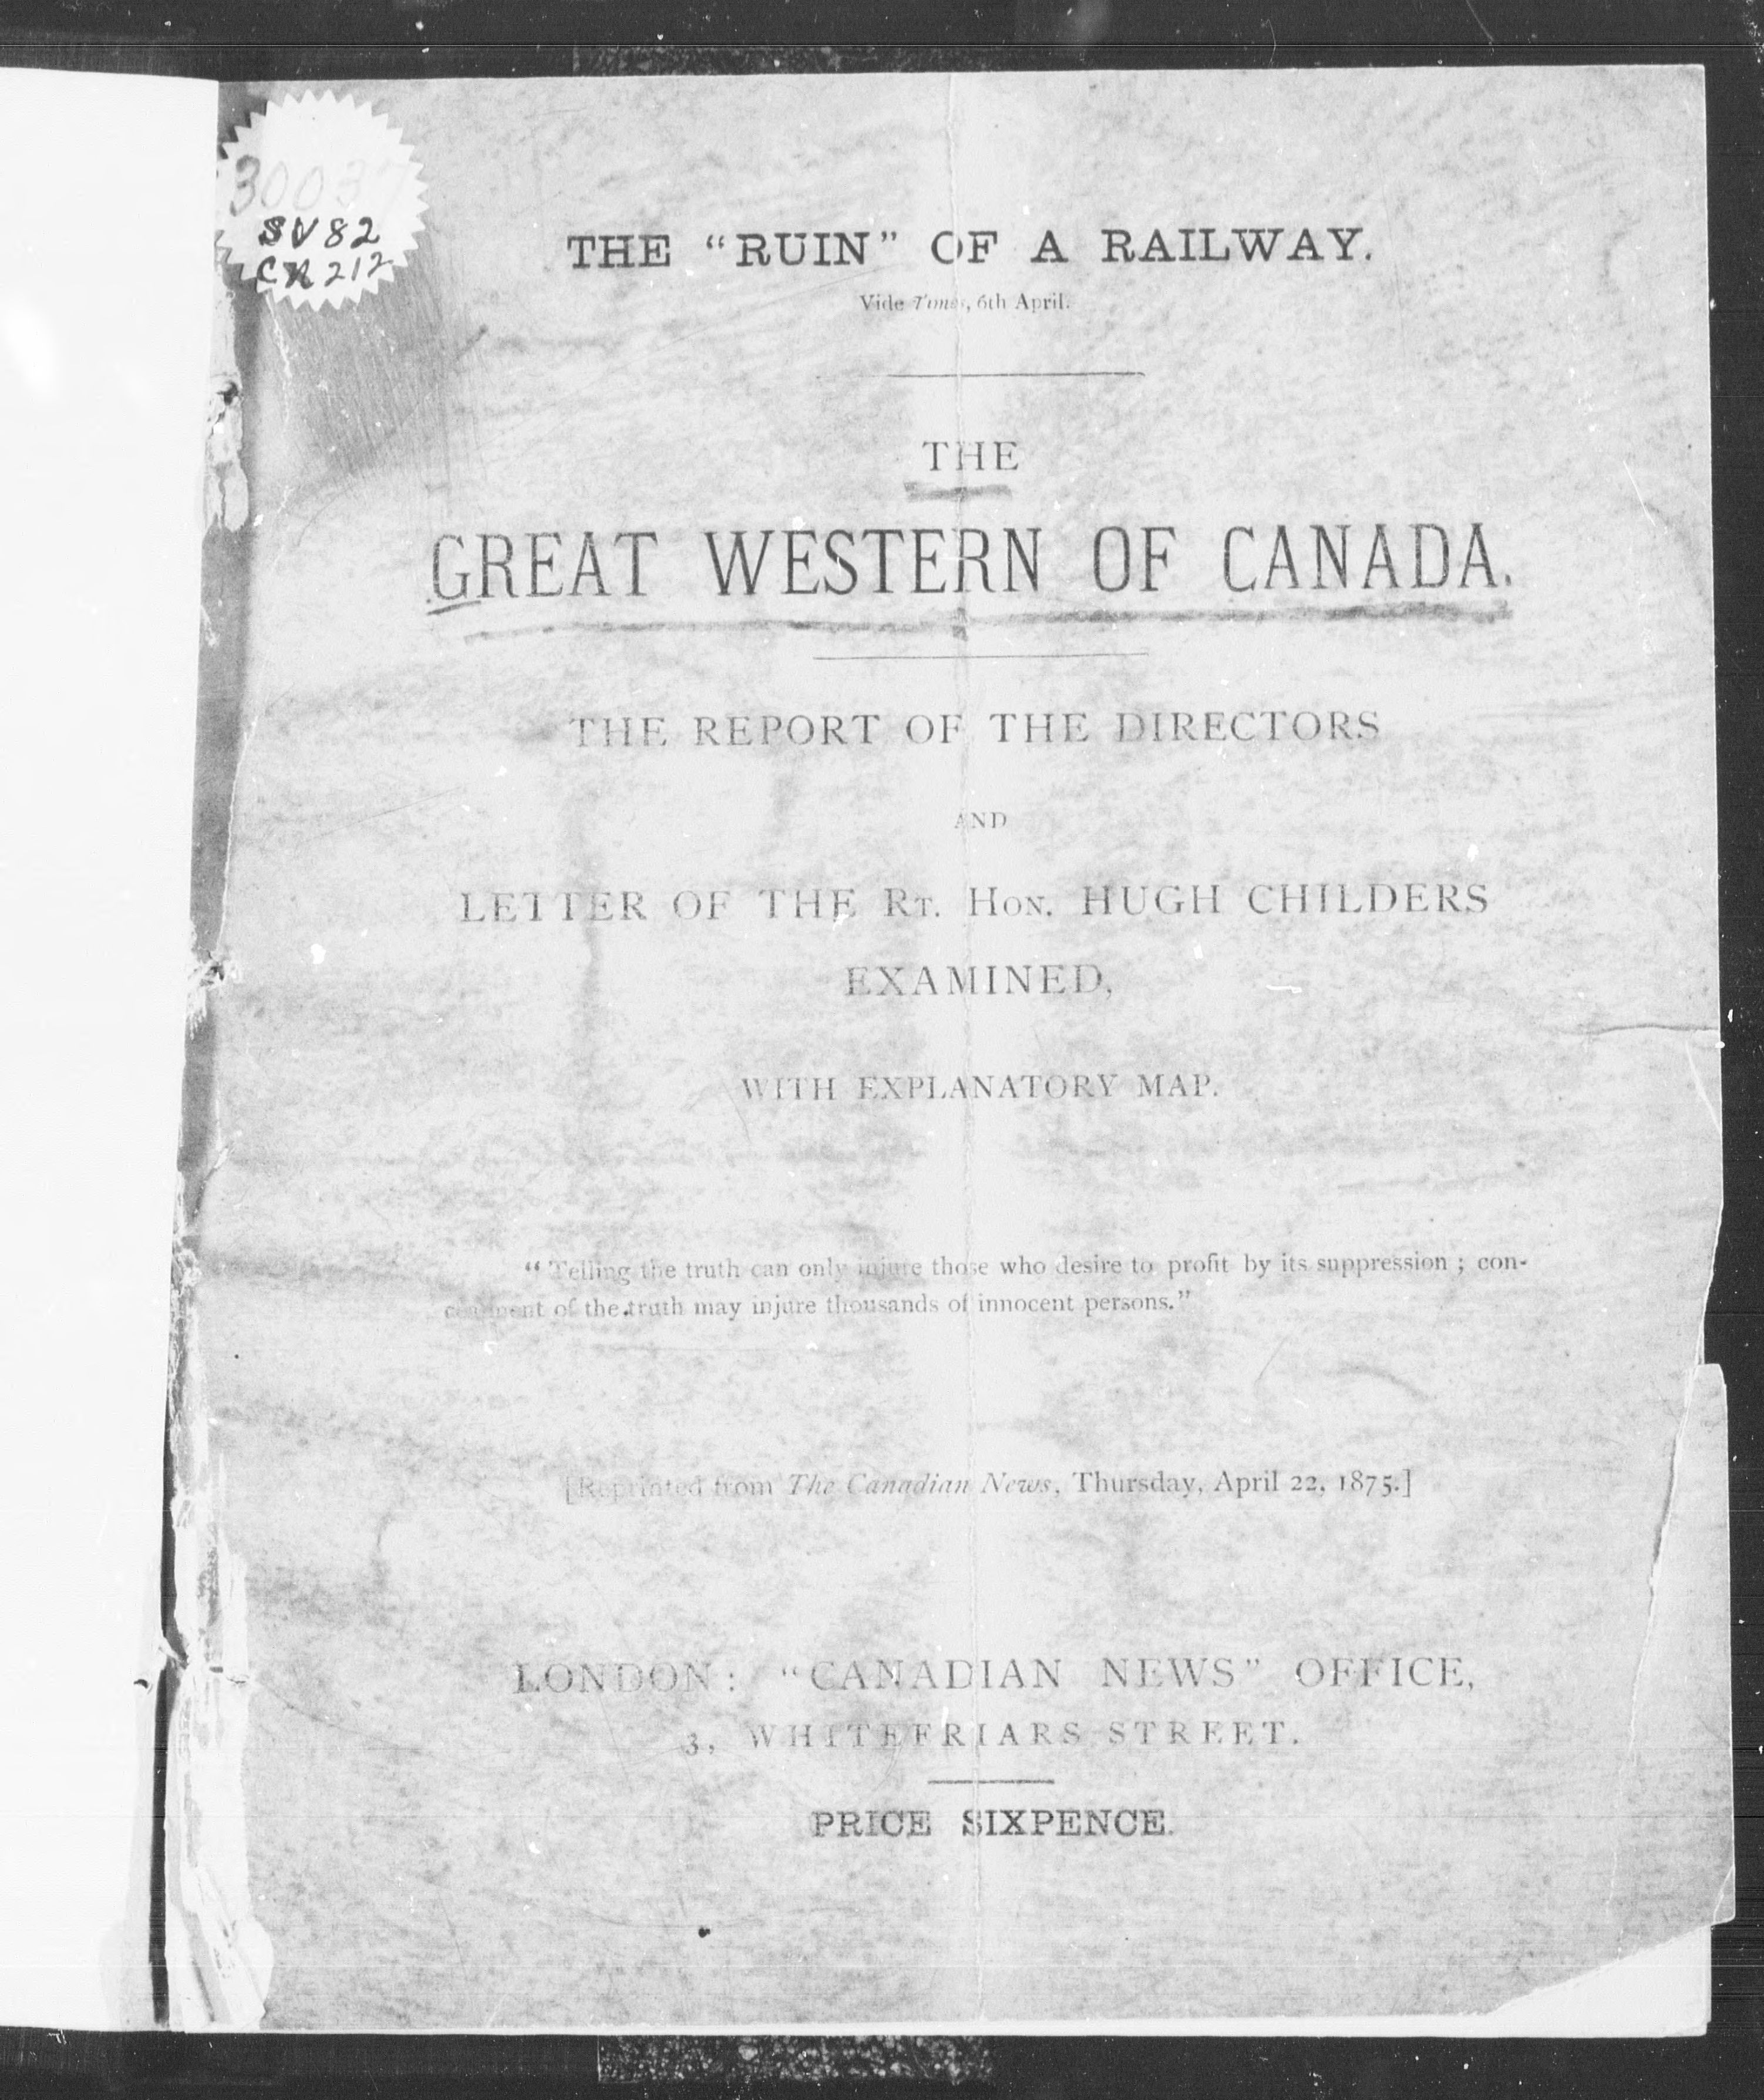 30037
SV82
CR212
THE “RUIN” OF A RAILWAY.
Vide Times, 6th April.
THE
GREAT WESTERN OF CANADA.
THE REPORT OF THE DIRECTORS
AND
LETTER OF THE RT. HON. HUGH CHILDERS
EXAMINED,
WITH EXPLANATORY MAP.
“Telling the truth can only injure those who desire to profit by its suppression ; con-
cealment of the truth may injure thousands of innocent persons.”
[Reprinted from The Canadian News, Thursday, April 22, 1875.]
LONDON: “CANADIAN NEWS” OFFICE,
3, WHITEFRIARS STREET.
PRICE SIXPENCE.